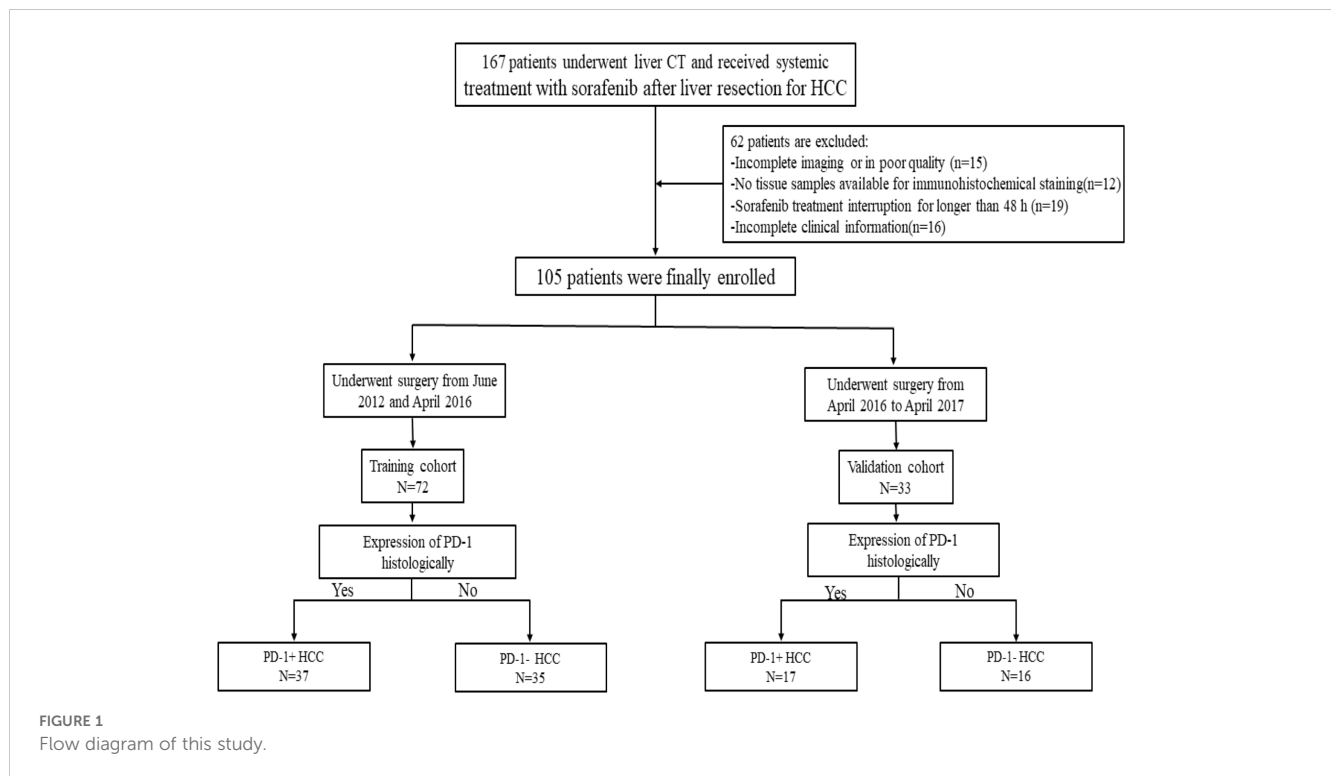 167 patients underwent liver CT and received systemic
treatment with sorafenib after liver resection for HCC
62 patients are excluded:
-Incomplete imaging or in poor quality (n=15)
-No tissue samples available for immunohistochemical staining(n=12)
-Sorafenib treatment interruption for longer than 48 h (n=19)
-Incomplete clinical information(n=16)
105 patients were finally enrolled
Underwent surgery from June
2012 and April 2016
Underwent surgery from
April 2016 to April 2017
Training cohort
N=72
Validation cohort
N=33
Expression of PD-1
histologically
Expression of PD-1
histologically
Yes
No
Yes
No
PD-1+ HCC
N=37
PD-1- HCC
N=35
PD-1+ HCC
N=17
PD-1- HCC
N=16
FIGURE 1
Flow diagram of this study.